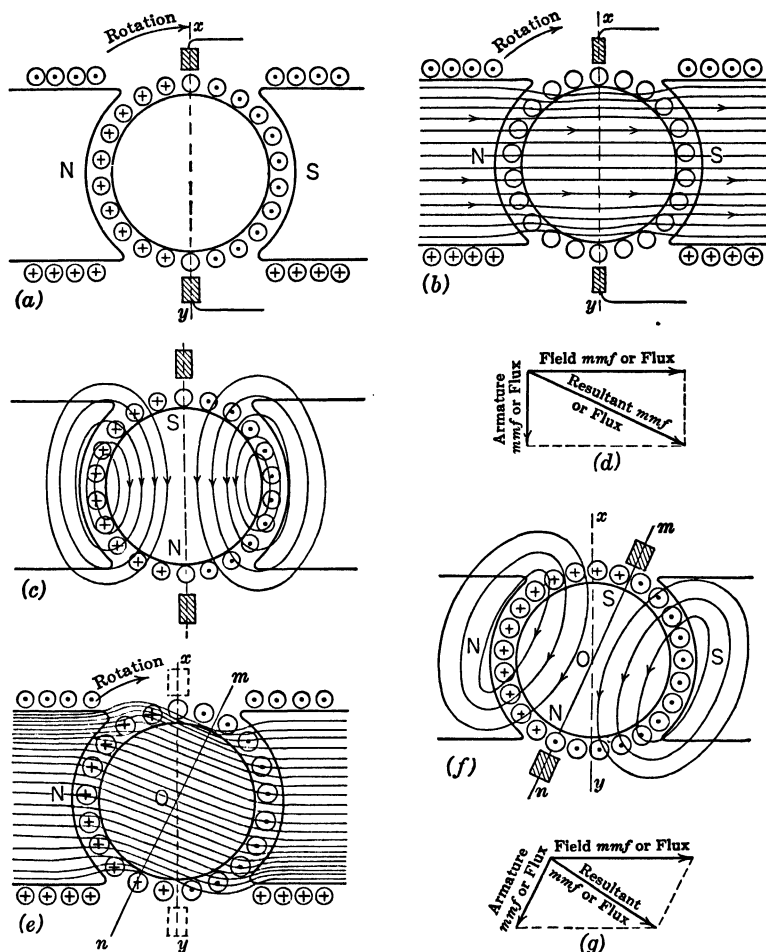 Rotation
x
N
S
y
(a)
Rotation
x
N
S
y
(b)
S
N
(c)
Field mmf or Flux
Armature
mmf or Flux
Resultant mmf
or Flux
(d)
Rotation
x
m
N
O
S
n
y
(e)
x
m
S
N
O
S
N
n
y
(f)
Field mmf or Flux
Armature
mmf or Flux
Resultant
mmf or Flux
(g)